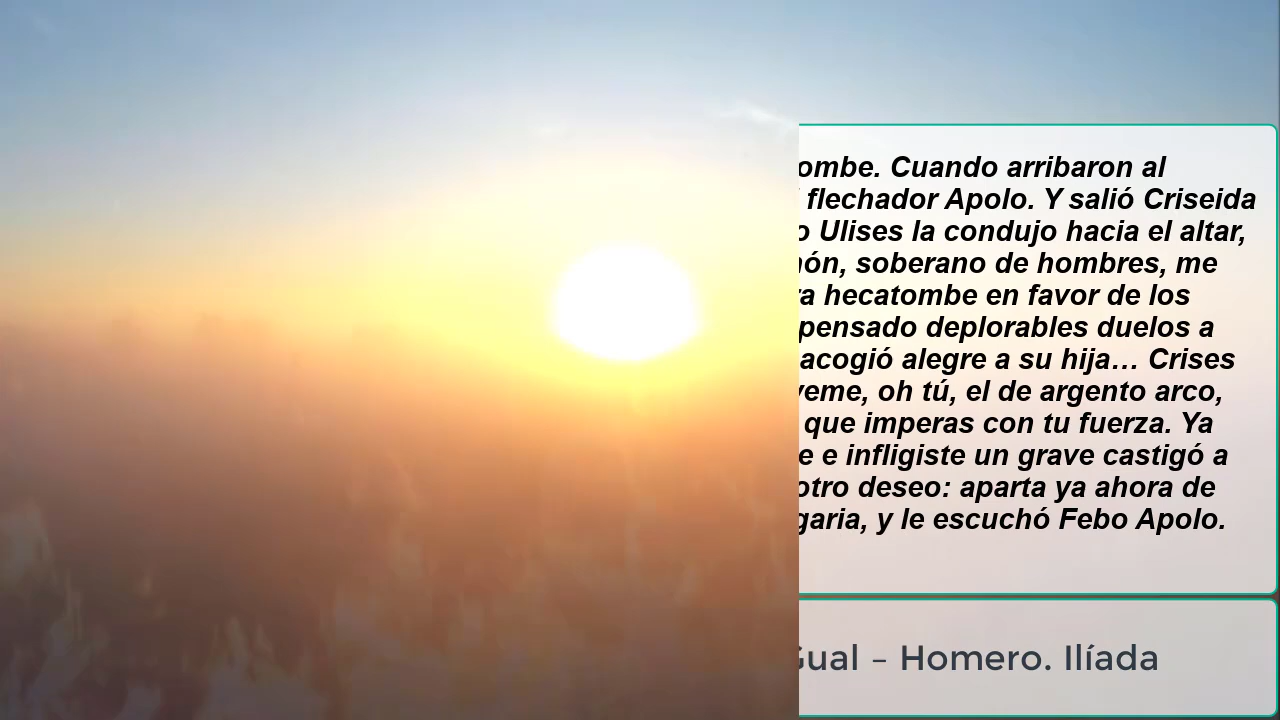 ombe. Cuando arribaron al
flechador Apolo. Y salió Criseida
o Ulises la condujo hacia el altar,
ón, soberano de hombres, me
a hecatombe en favor de los
pensado deplorables duelos a
acogió alegre a su hija… Crises
eme, oh tú, el de argento arco,
que imperas con tu fuerza. Ya
e e infligiste un grave castigó a
otro deseo: aparta ya ahora de
garia, y le escuchó Febo Apolo.
Gual – Homero. Ilíada